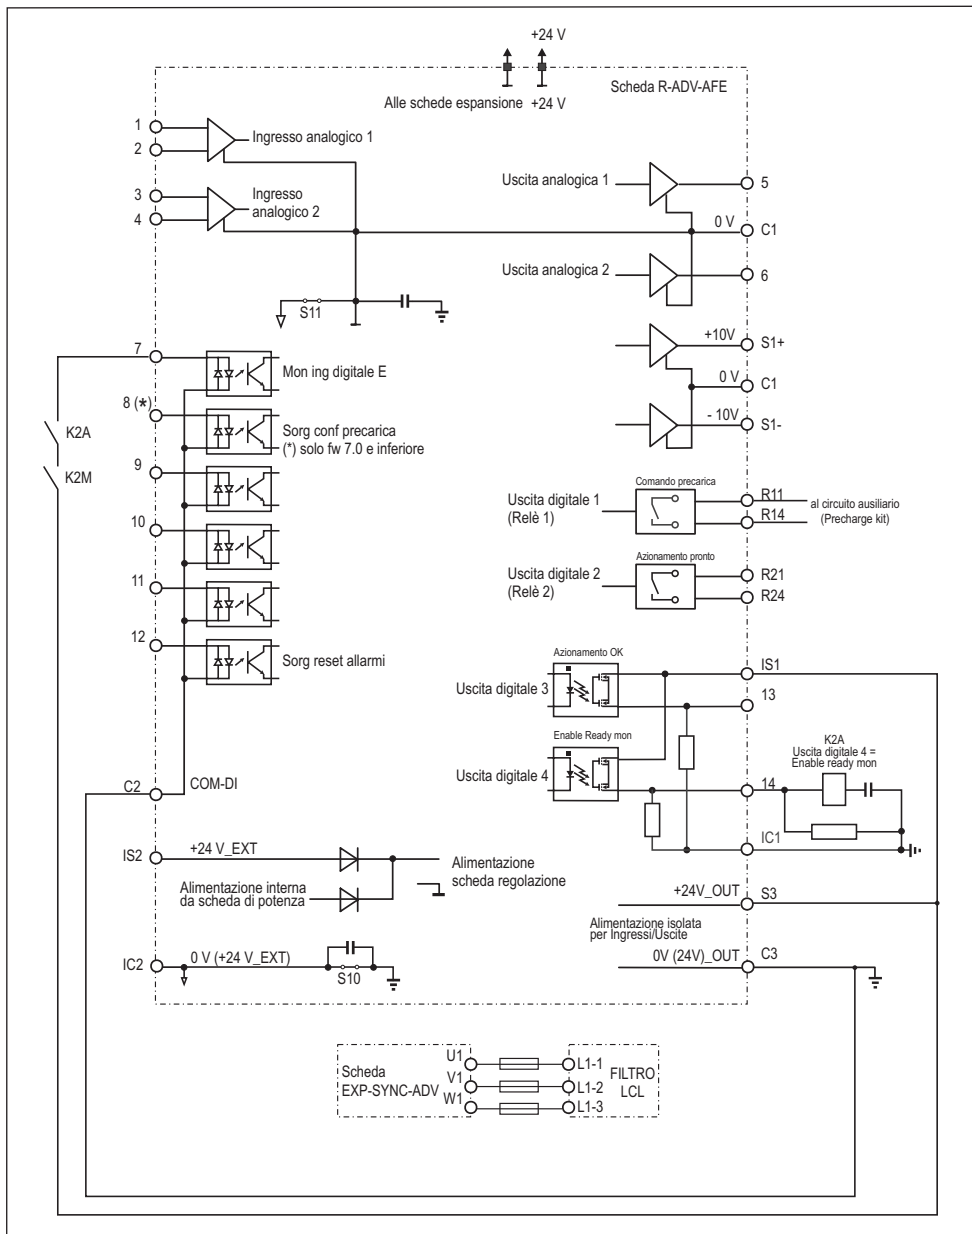 +24 V
Scheda R-ADV-AFE
Alle schede espansione +24 V
1
Ingresso analogico 1
2
3
Ingresso
analogico 2
4
Uscita analogica 1
5
0 V
C1
Uscita analogica 2
6
S11
+10V
S1+
0 V
C1
- 10V
S1-
7
Mon ing digitale E
8 (*)
Sorg conf precarica
(*) solo fw 7.0 e inferiore
K2A
K2M
9
10
11
12
Sorg reset allarmi
Comando precarica
Uscita digitale 1
(Relè 1)
R11
R14
al circuito ausiliario
(Precharge kit)
Azionamento pronto
Uscita digitale 2
(Relè 2)
R21
R24
Azionamento OK
Uscita digitale 3
IS1
13
Enable Ready mon
Uscita digitale 4
14
K2A
Uscita digitale 4 =
Enable ready mon
IC1
C2
COM-DI
IS2
+24 V_EXT
Alimentazione interna
da scheda di potenza
Alimentazione
scheda regolazione
+24V_OUT
S3
Alimentazione isolata
per Ingressi/Uscite
0V (24V)_OUT
C3
IC2
0 V (+24 V_EXT)
S10
Scheda
EXP-SYNC-ADV
U1
V1
W1
L1-1
L1-2
L1-3
FILTRO
LCL